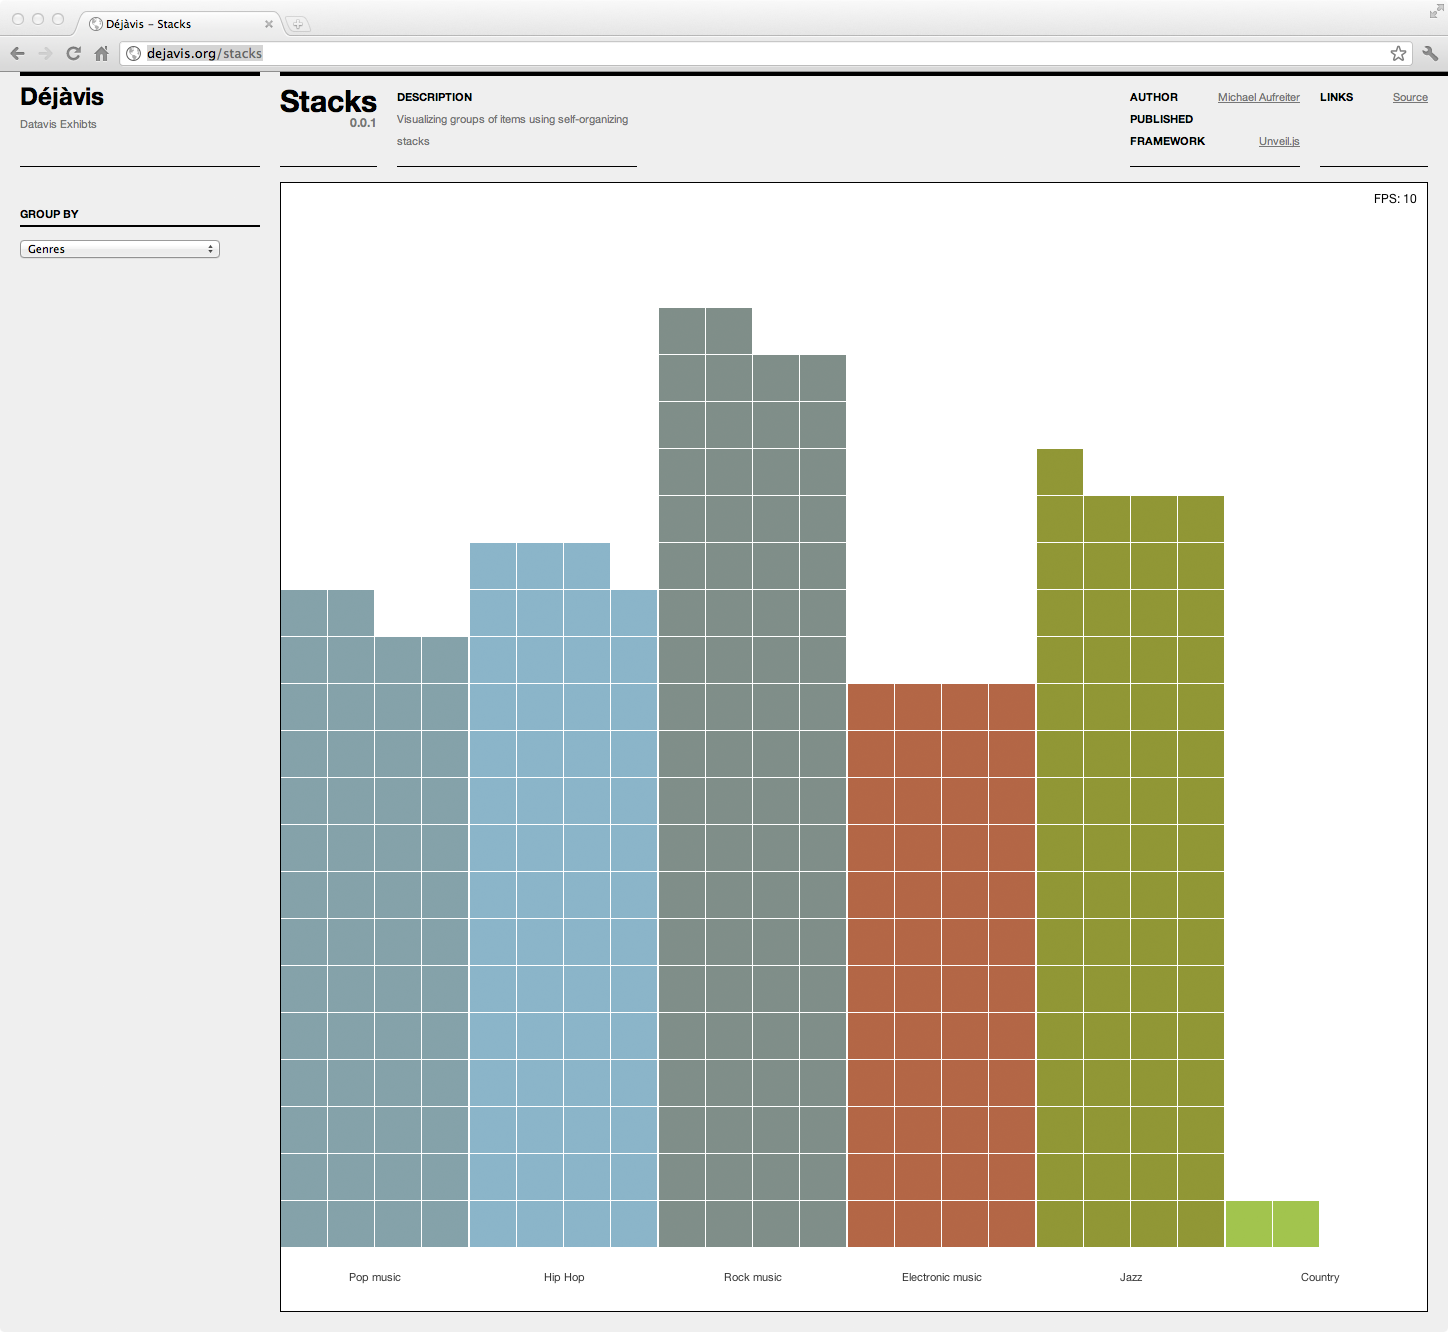 Déjàvis – Stacks
dejavis.org/stacks
Déjàvis
Datavis Exhibts
Stacks
0.0.1
DESCRIPTION
Visualizing groups of items using self-organizing
stacks
AUTHOR Michael Aufreiter
PUBLISHED
FRAMEWORK Unveil.js
LINKS Source
GROUP BY
Genres
FPS: 10
Pop music Hip Hop Rock music Electronic music Jazz Country